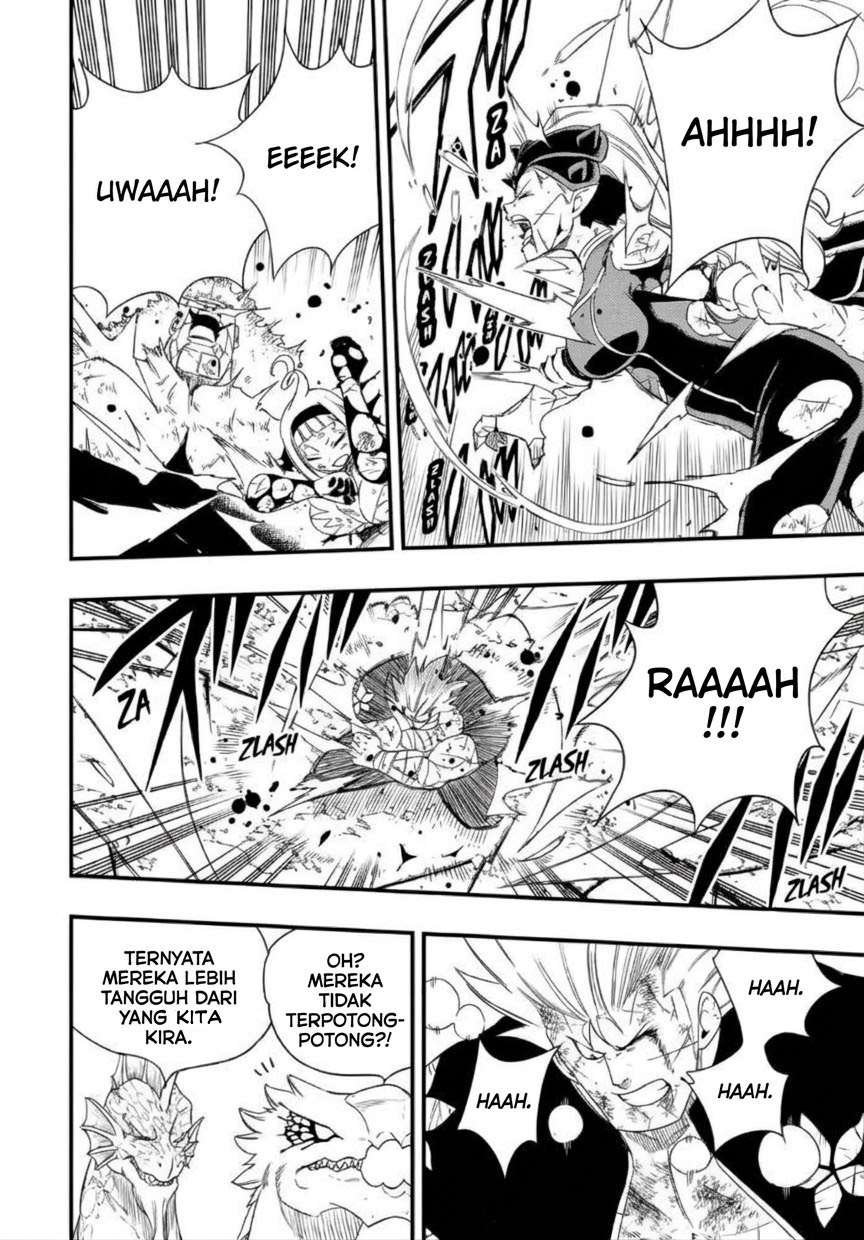 AHHHH!
ZA
ZLASH
ZLASH
ZLASH
EEEEK!
UWAAAH!
RAAAAH
!!!
ZA
ZLASH
ZLASH
ZLASH
HAAH.
HAAH.
HAAH.
OH?
MEREKA
TIDAK
TERPOTONG-
POTONG?!
TERNYATA
MEREKA LEBIH
TANGGUH DARI
YANG KITA
KIRA.